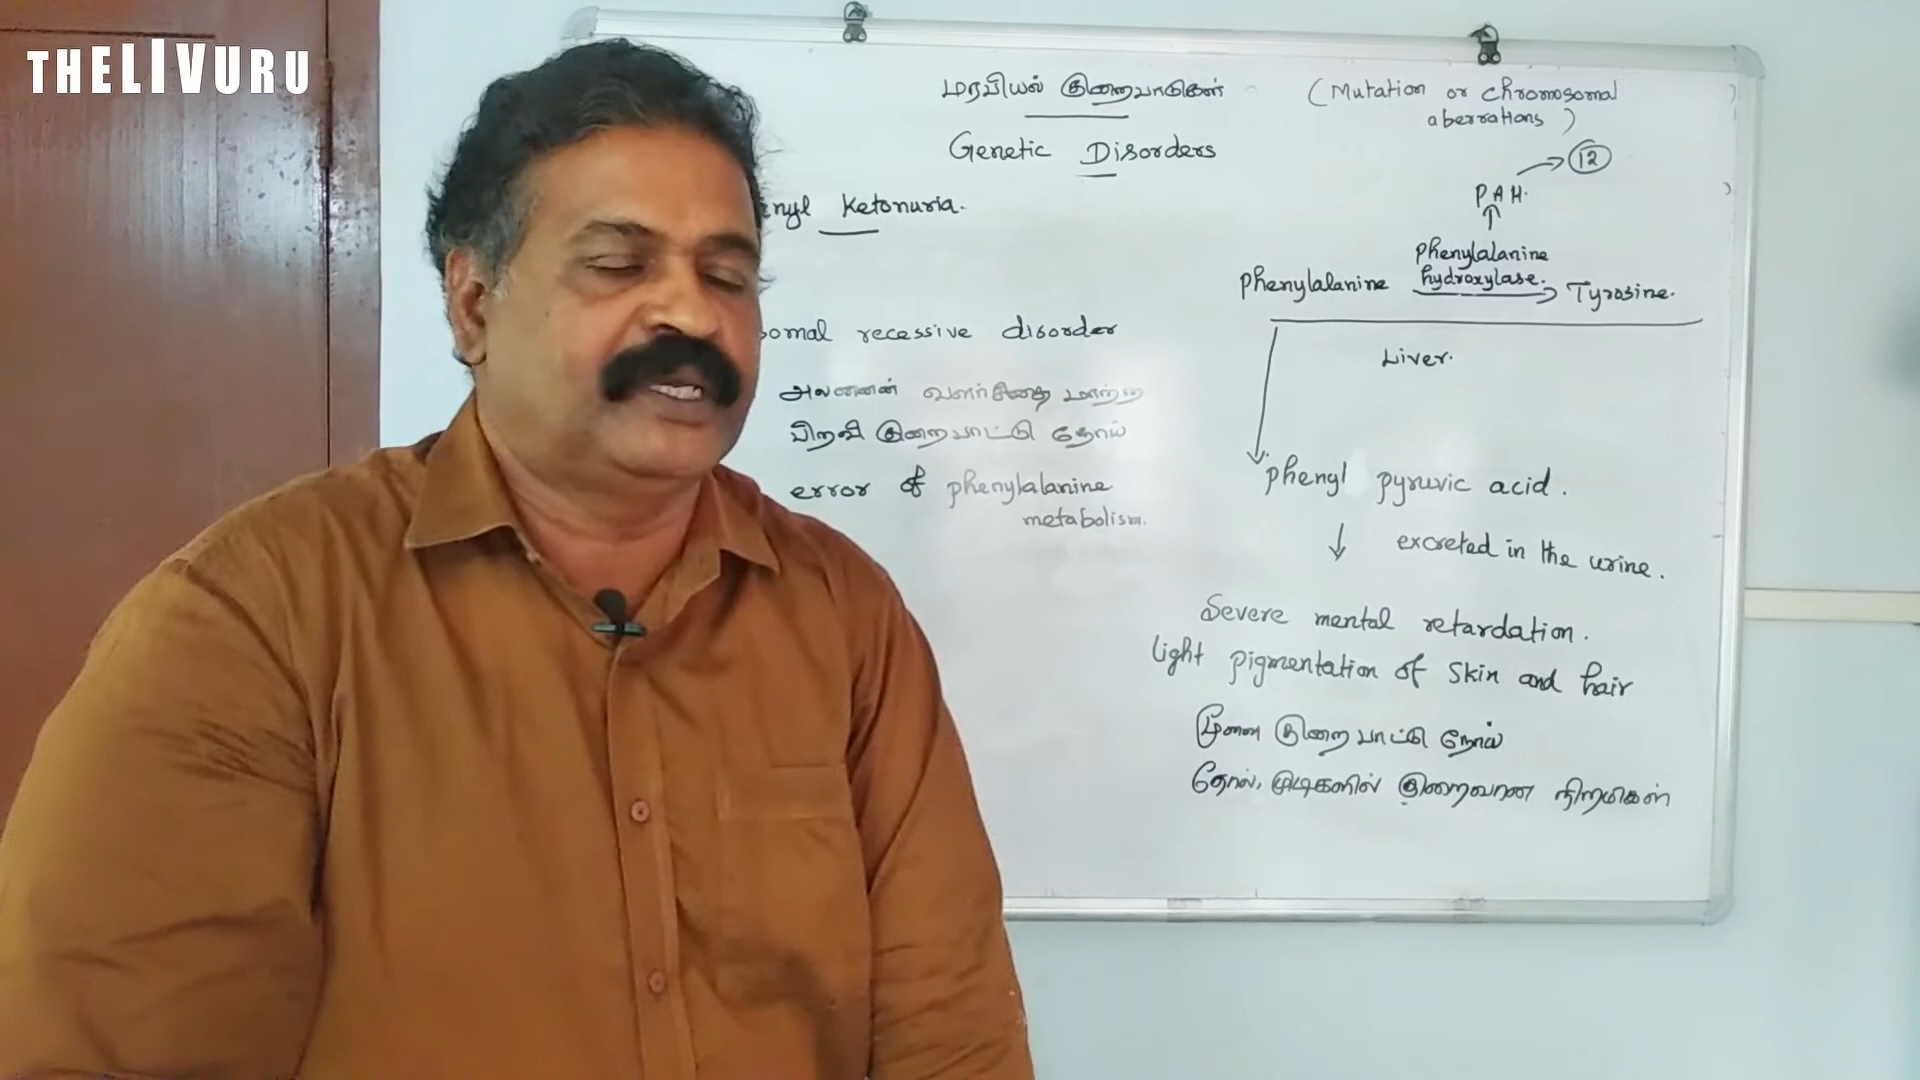 THELIVURU
மரபியல் குறைபாடுகள் (Mutation or chromosomal
aberrations )
Genetic Disorders
12
PAH.
enyl Ketonuria.
phenylalanine
hydroxylase.
phenylalanine Tyrosine.
somal recessive disorder
Liver.
வளர்சிதை மாற்ற
பிறவி குறைபாட்டு நோய்
error of phenylalanine
metabolism.
phenyl pyruvic acid.
excreted in the urine.
Severe mental retardation.
light pigmentation of skin and hair
மூளை குறைபாட்டு நோய்
தோல், முடிகளில் குறைவான நிறமிகள்